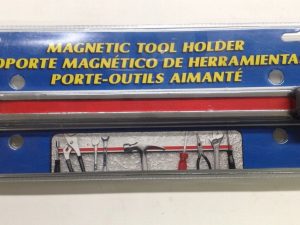 MAGNETIC TOOL HOLDER
OPORTE MAGNÉTICO DE HERRAMIENTA
PORTE-OUTILS AIMANTÉ